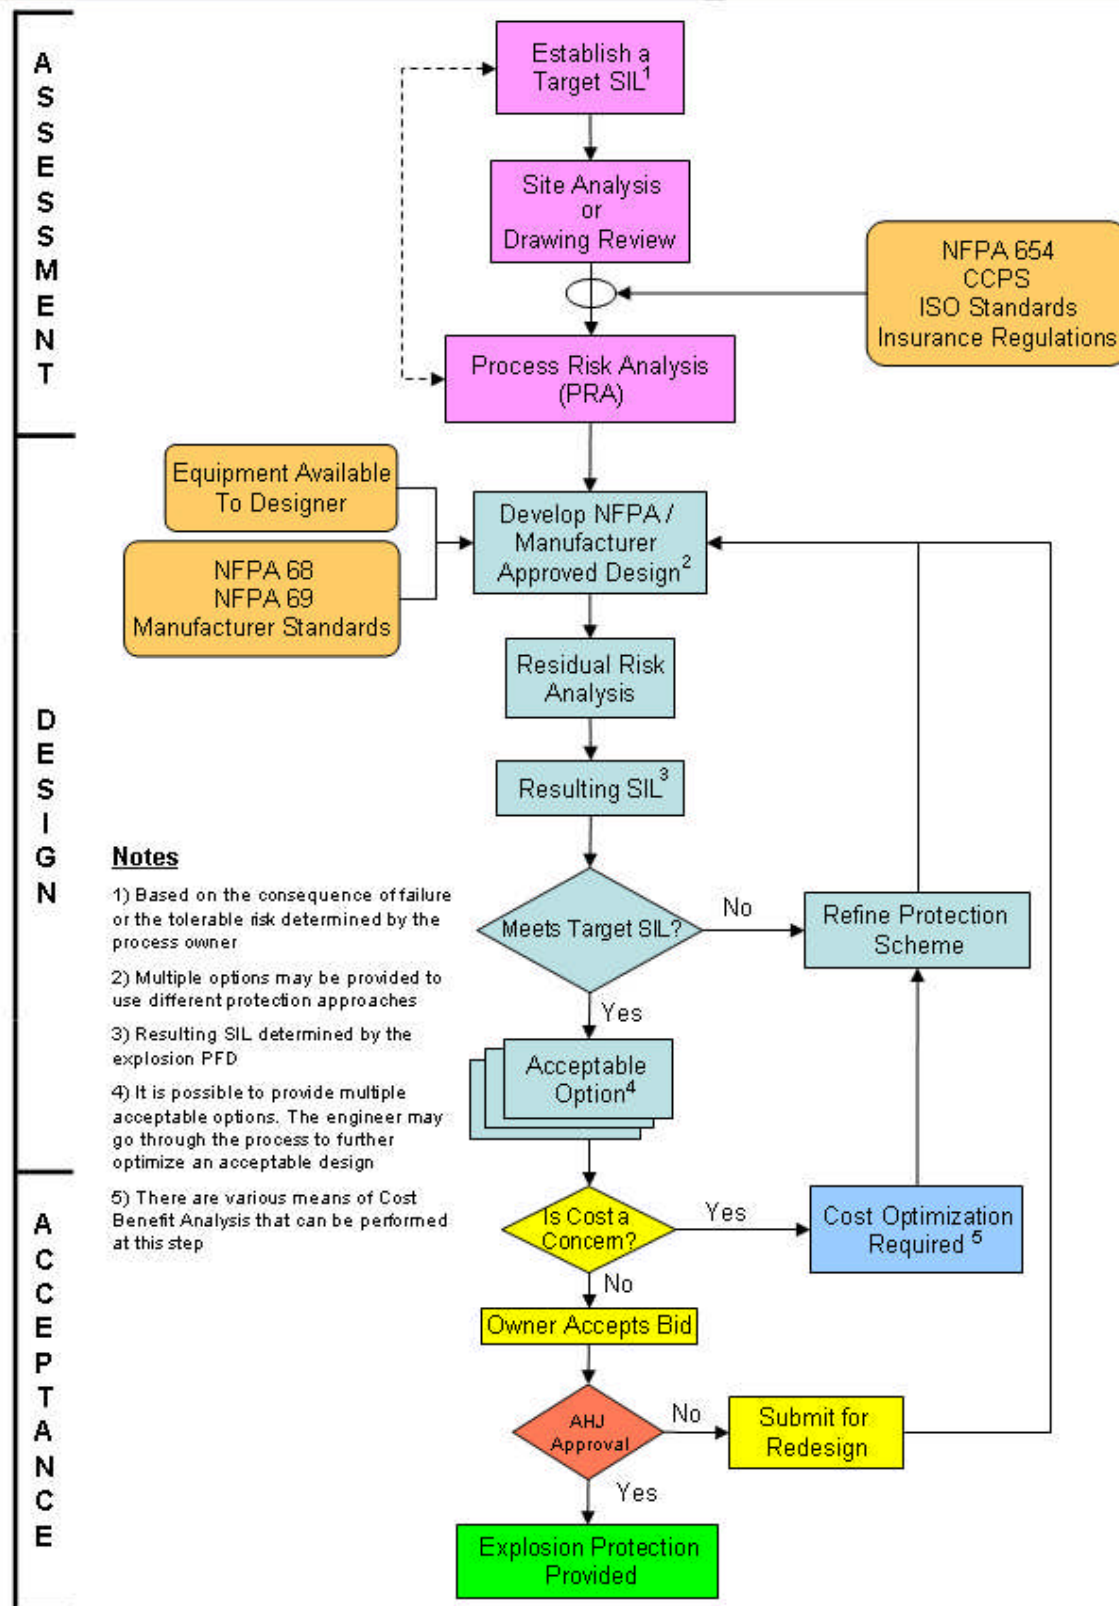 ASSESSMENT
Establish a
Target SIL1
Site Analysis
or
Drawing Review
NFPA 654
CCPS
ISO Standards
Insurance Regulations
Process Risk Analysis
(PRA)
DESIGN
Equipment Available
To Designer
NFPA 68
NFPA 69
Manufacturer Standards
Develop NFPA /
Manufacturer
Approved Design2
Residual Risk
Analysis
Resulting SIL3
Meets Target SIL?
No
Refine Protection
Scheme
Yes
Acceptable
Option4
Notes
1) Based on the consequence of failure
or the tolerable risk determined by the
process owner
2) Multiple options may be provided to
use different protection approaches
3) Resulting SIL determined by the
explosion PFD
4) It is possible to provide multiple
acceptable options. The engineer may
go through the process to further
optimize an acceptable design
5) There are various means of Cost
Benefit Analysis that can be performed
at this step
ACCEPTANCE
Is Cost a
Concern?
Yes
Cost Optimization
Required 5
No
Owner Accepts Bid
AHJ
Approval
No
Submit for
Redesign
Yes
Explosion Protection
Provided